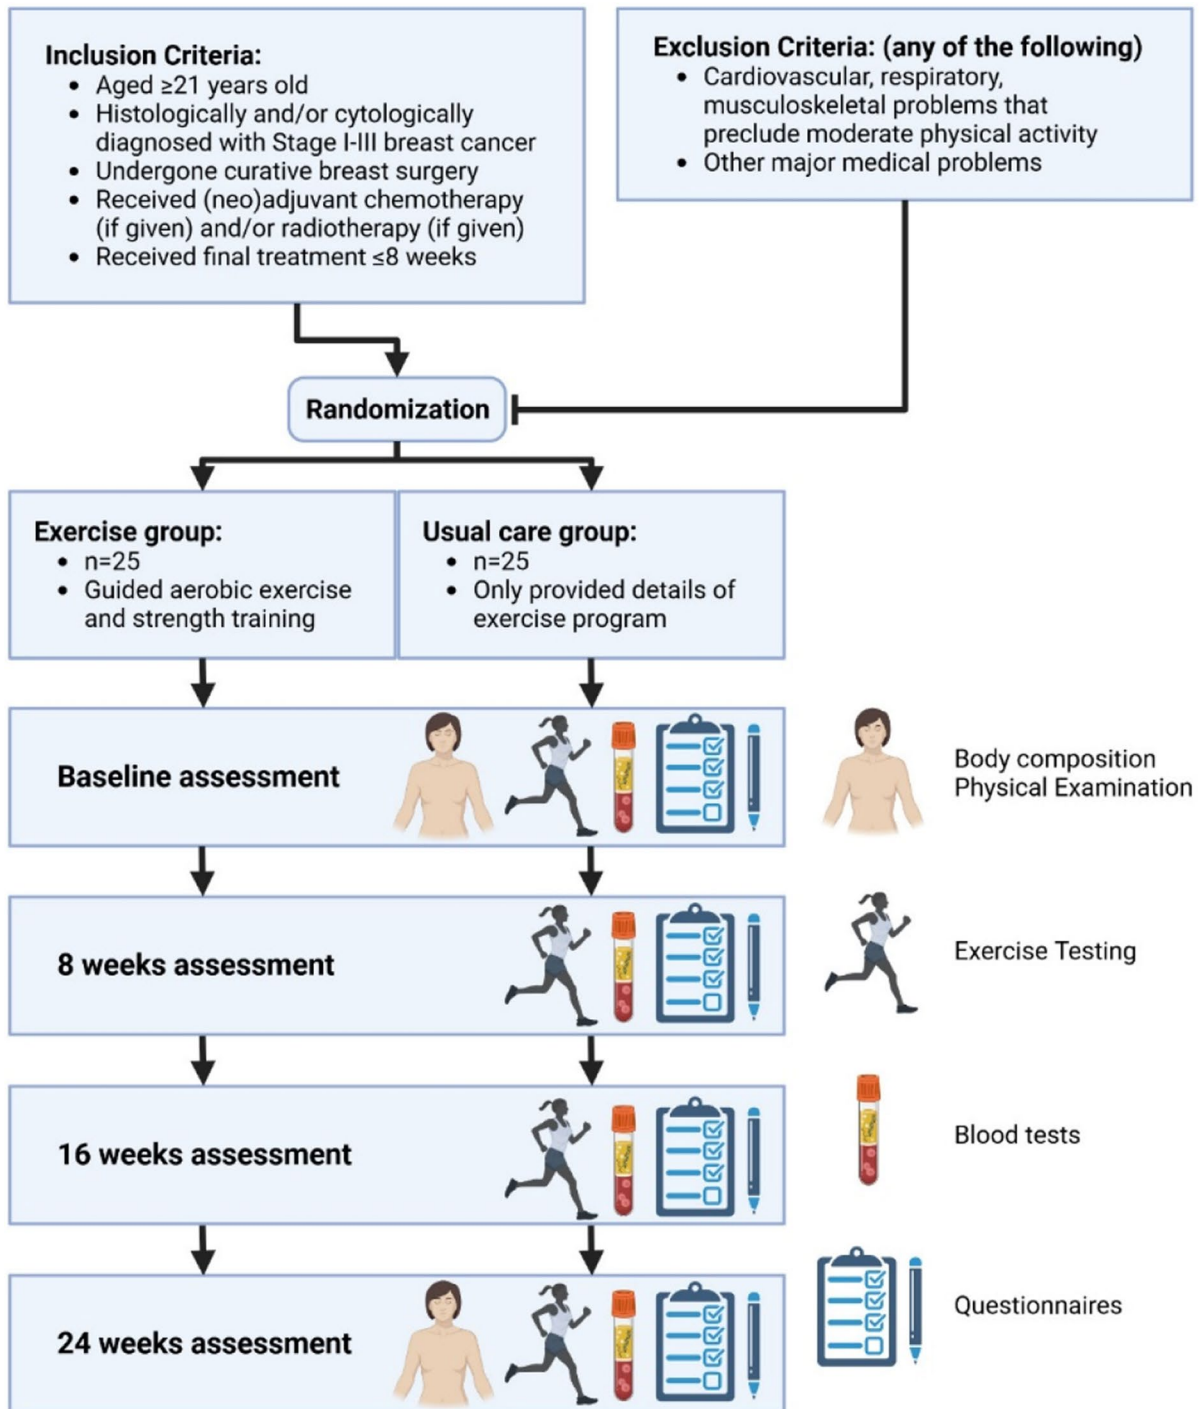 Inclusion Criteria:
• Aged ≥21 years old
• Histologically and/or cytologically
diagnosed with Stage I-III breast cancer
• Undergone curative breast surgery
• Received (neo)adjuvant chemotherapy
(if given) and/or radiotherapy (if given)
• Received final treatment ≤8 weeks
Exclusion Criteria: (any of the following)
• Cardiovascular, respiratory,
musculoskeletal problems that
preclude moderate physical activity
• Other major medical problems
Randomization
Exercise group:
• n=25
• Guided aerobic exercise
and strength training
Usual care group:
• n=25
• Only provided details of
exercise program
Baseline assessment
Body composition
Physical Examination
8 weeks assessment
Exercise Testing
16 weeks assessment
Blood tests
24 weeks assessment
Questionnaires